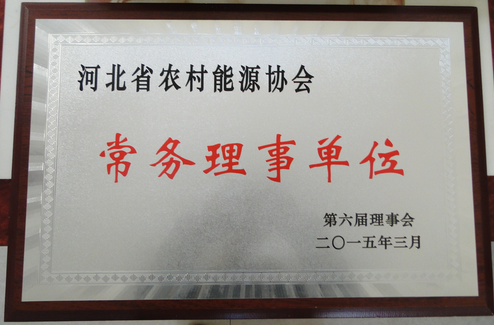 河北省农村能源协会
常务理事单位
第六届理事会
二〇一五年三月